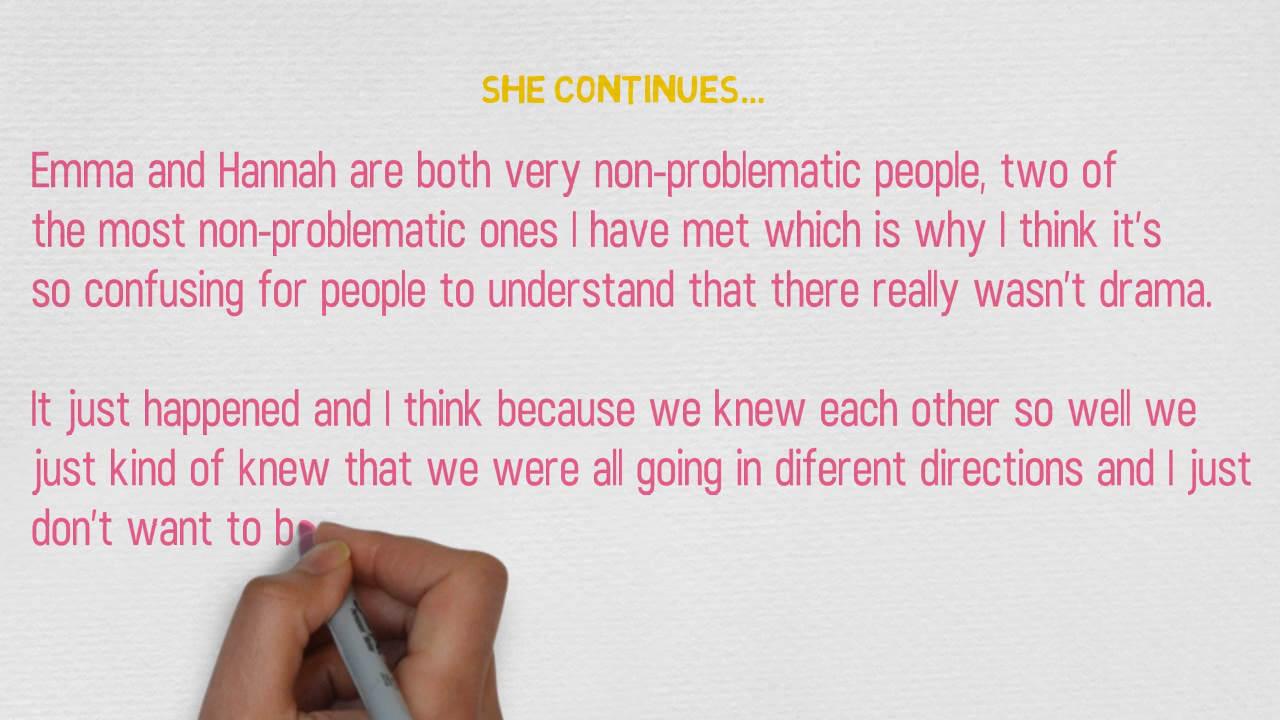 SHE CONTINUES...
Emma and Hannah are both very non-problematic people, two of
the most non-problematic ones I have met which is why I think it's
so confusing for people to understand that there really wasn't drama.
It just happened and I think because we knew each other so well we
just kind of knew that we were all going in diferent directions and I just
don't want to